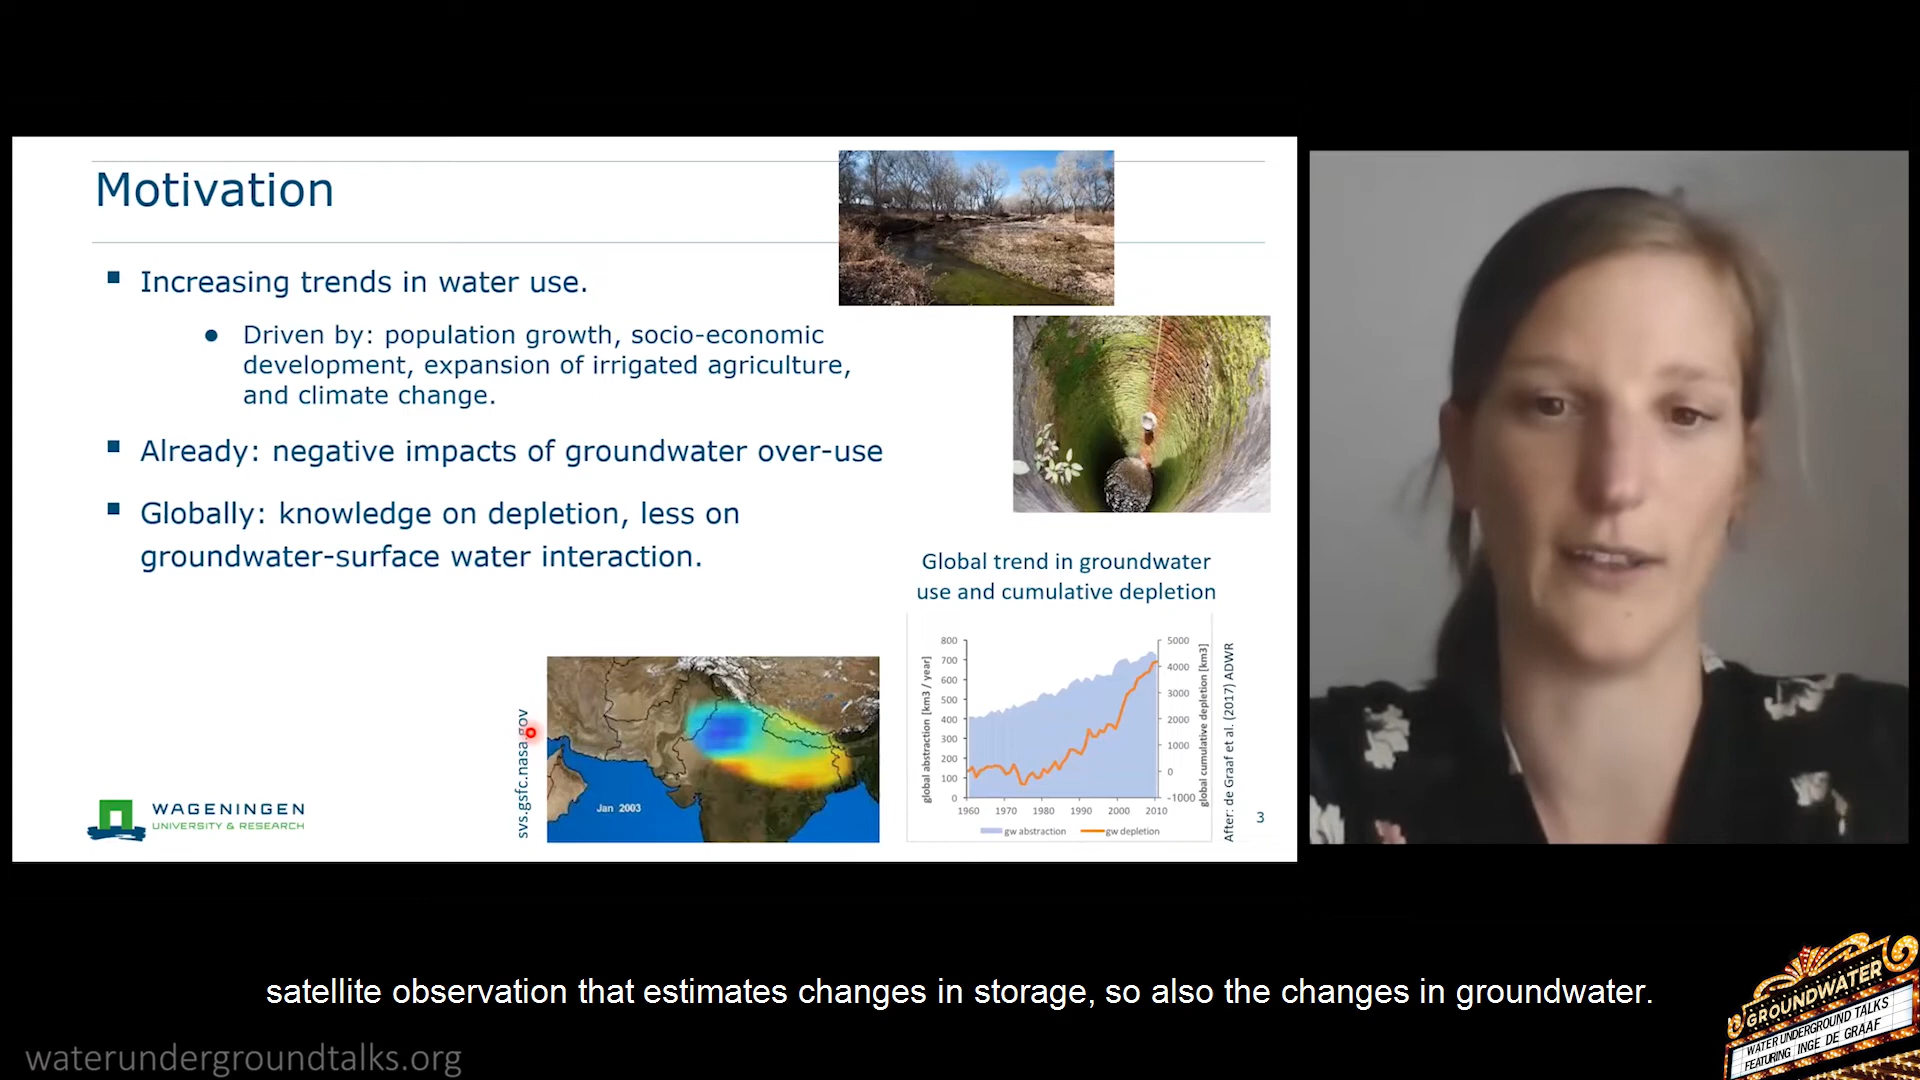 Motivation
Increasing trends in water use.
Driven by: population growth, socio-economic
development, expansion of irrigated agriculture,
and climate change.
Already: negative impacts of groundwater over-use
Globally: knowledge on depletion, less on
groundwater-surface water interaction.
Global trend in groundwater
use and cumulative depletion
800
700
600
500
400
300
200
100
0
global abstraction [km3 / year]
5000
4000
3000
2000
1000
0
-1000
global cumulative depletion [km3]
1960 1970 1980 1990 2000 2010
gw abstraction gw depletion
After: de Graaf et al. (2017) ADWR
svs.gsfc.nasa.gov
Jan 2003
WAGENINGEN
UNIVERSITY & RESEARCH
3
satellite observation that estimates changes in storage, so also the changes in groundwater.
waterundergroundtalks.org
GROUNDWATER
WATER UNDERGROUND TALKS
FEATURING INGE DE GRAAF